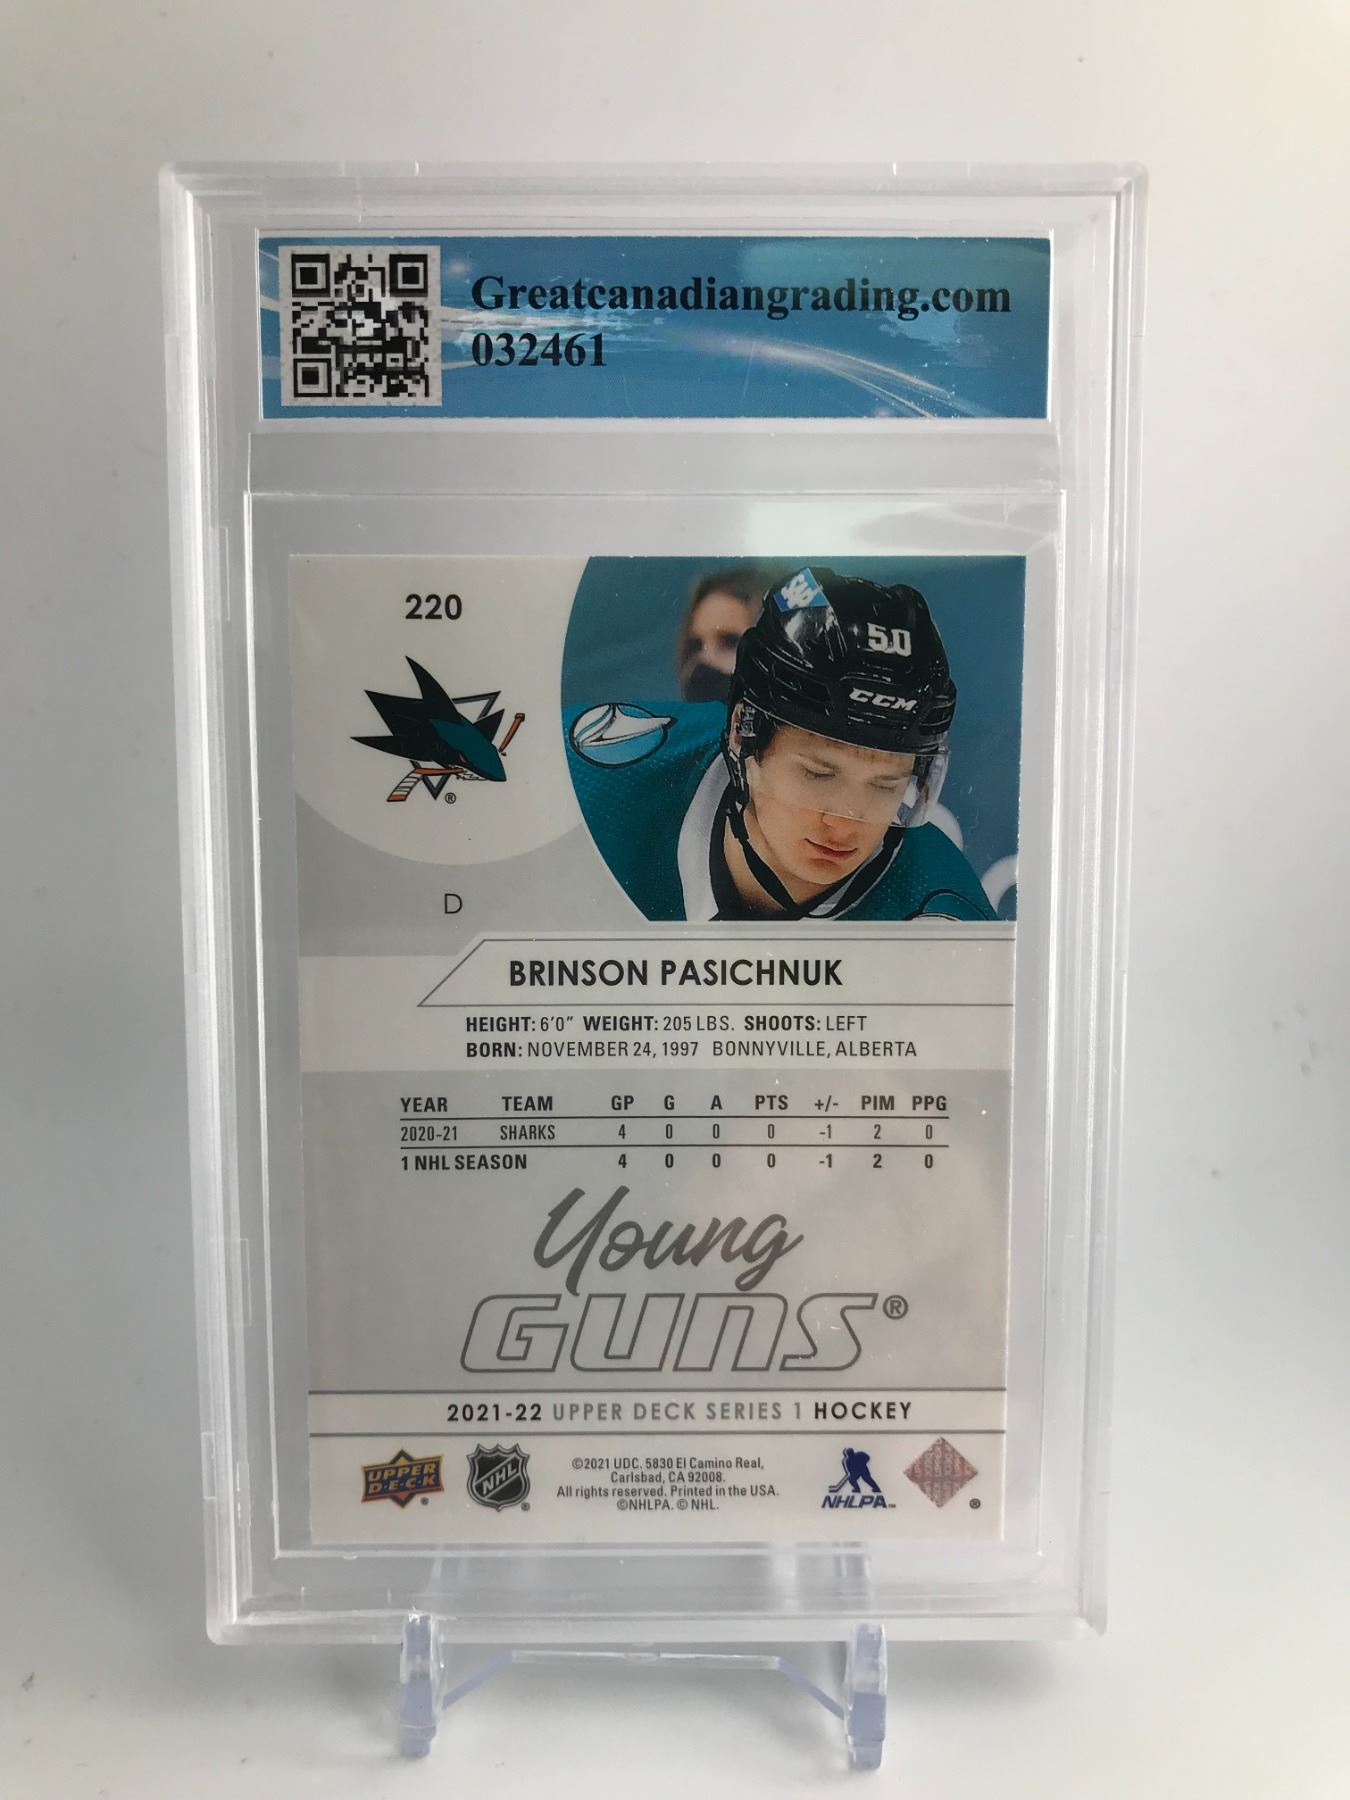 Greatcanadiangrading.com
032461
220
50
CCM
D
BRINSON PASICHNUK
HEIGHT: 6'0" WEIGHT: 205 LBS. SHOOTS: LEFT
BORN: NOVEMBER 24, 1997 BONNYVILLE, ALBERTA
YEAR TEAM GP G A PTS +/- PIM PPG
2020-21 SHARKS 4 0 0 0 -1 2 0
1 NHL SEASON 4 0 0 0 -1 2 0
Young
GUNS®
2021-22 UPPER DECK SERIES 1 HOCKEY
UPPER
D·E·C·K
®
NHL
®
©2021 UDC. 5830 El Camino Real,
Carlsbad, CA 92008.
All rights reserved. Printed in the USA.
©NHLPA. © NHL.
NHLPA™
®